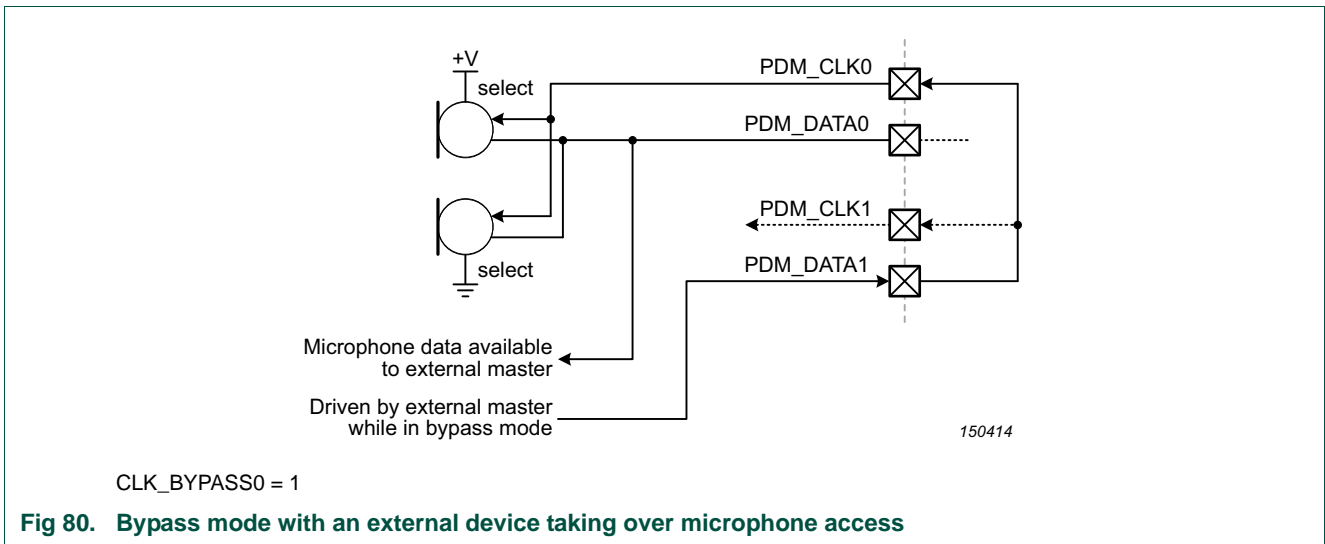 +V
select
PDM_CLK0
PDM_DATA0
PDM_CLK1
PDM_DATA1
select
Microphone data available
to external master
Driven by external master
while in bypass mode
150414
CLK_BYPASS0 = 1
Fig 80. Bypass mode with an external device taking over microphone access